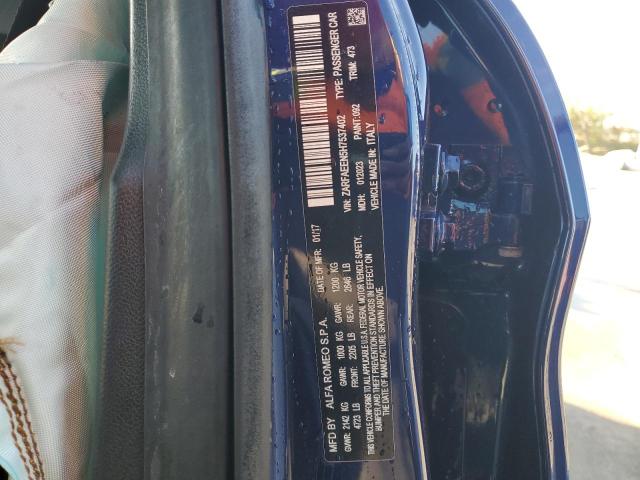 MFD BY ALFA ROMEO S.P.A. DATE OF MFR: 01/17
GVWR: 2142 KG GAWR: 1000 KG GAWR: 1200 KG
4723 LB FRONT: 2205 LB REAR: 2646 LB
THIS VEHICLE CONFORMS TO ALL APPLICABLE U.S.A. FEDERAL MOTOR VEHICLE SAFETY,
BUMPER, AND THEFT PREVENTION STANDARDS IN EFFECT ON
THE DATE OF MANUFACTURE SHOWN ABOVE.
VIN: ZARFAEEN5H7537402 TYPE: PASSENGER CAR
MDH: 012023 PAINT: 092 TRIM: 473
VEHICLE MADE IN: ITALY